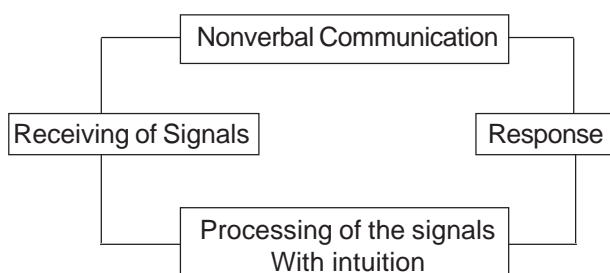 Nonverbal Communication
Receiving of Signals
Response
Processing of the signals
With intuition